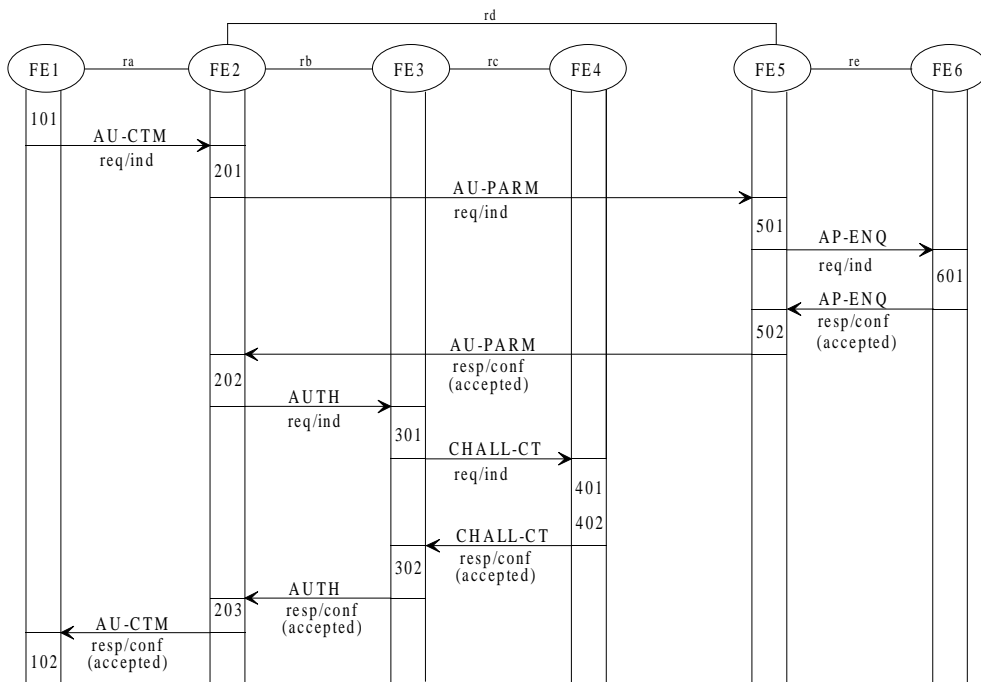 rd
FE1 ra FE2 rb FE3 rc FE4 FE5 re FE6
101
AU-CTM
req/ind
201
AU-PARM
req/ind
501
AP-ENQ
req/ind
601
AP-ENQ
resp/conf
(accepted)
502
AU-PARM
resp/conf
(accepted)
202
AUTH
req/ind
301
CHALL-CT
req/ind
401
402
CHALL-CT
resp/conf
(accepted)
302
AUTH
resp/conf
(accepted)
203
AU-CTM
resp/conf
(accepted)
102